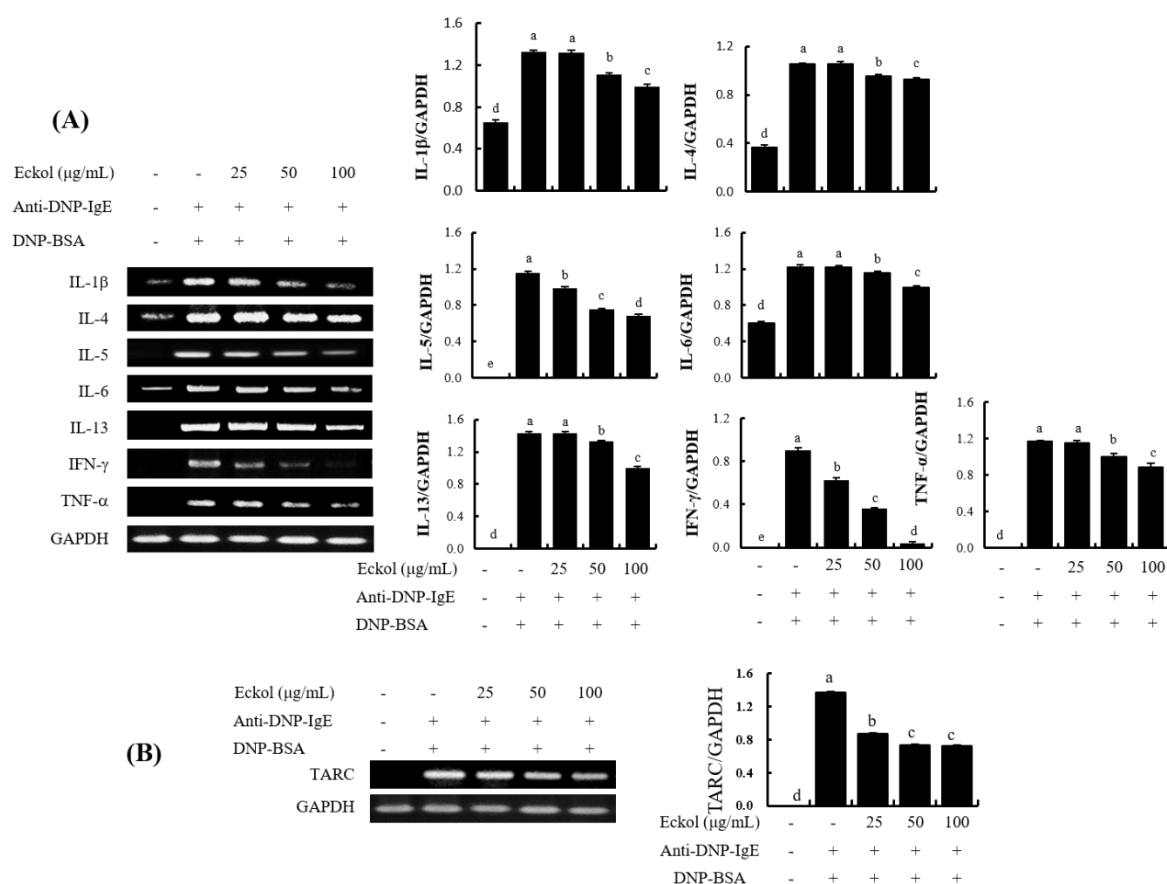 (A)
Eckol (µg/mL) - - 25 50 100
Anti-DNP-IgE - + + + +
DNP-BSA - + + + +
IL-1β
IL-4
IL-5
IL-6
IL-13
IFN-γ
TNF-α
GAPDH
IL-1β/GAPDH
1.6
1.2
0.8
0.4
0.0
d a a b c
IL-4/GAPDH
1.4
1.2
0.9
0.6
0.3
0.0
d a a b c
IL-5/GAPDH
1.6
1.2
0.8
0.4
0.0
e a b c d
IL-6/GAPDH
1.6
1.2
0.8
0.4
0.0
d a a b c
IL-13/GAPDH
1.6
1.2
0.8
0.4
0.0
d a a b c
Eckol (µg/mL) - - 25 50 100
Anti-DNP-IgE - + + + +
DNP-BSA - + + + +
IFN-γ/GAPDH
1.2
0.8
0.4
0.0
e a b c d
- - 25 50 100
- + + + +
- + + + +
TNF-α/GAPDH
1.6
1.2
0.8
0.4
0.0
d a a b c
- - 25 50 100
- + + + +
- + + + +
(B)
Eckol (µg/mL) - - 25 50 100
Anti-DNP-IgE - + + + +
DNP-BSA - + + + +
TARC
GAPDH
TARC/GAPDH
1.6
1.2
0.8
0.4
0.0
d a b c c
Eckol (µg/mL) - - 25 50 100
Anti-DNP-IgE - + + + +
DNP-BSA - + + + +